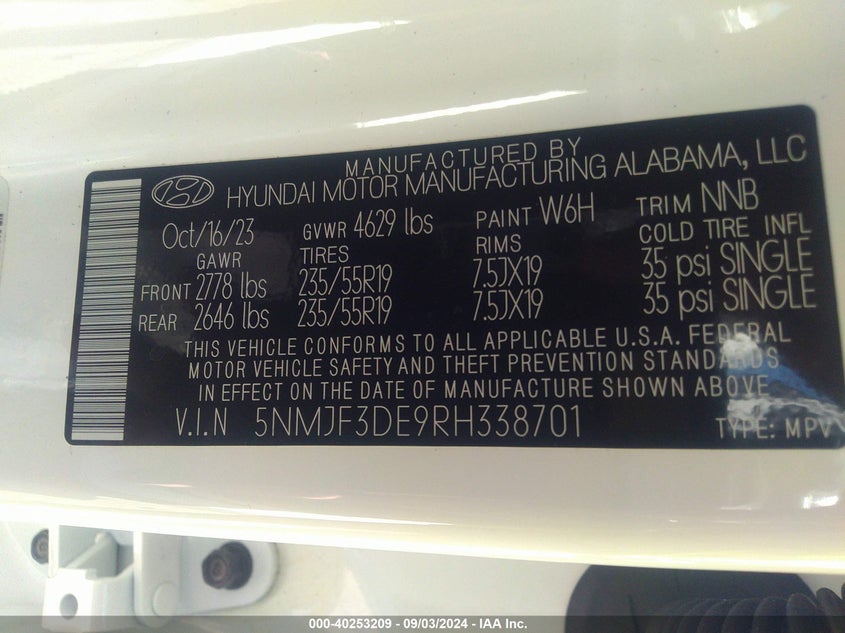 MANUFACTURED BY
HYUNDAI MOTOR MANUFACTURING ALABAMA, LLC
Oct/16/23 GVWR 4629 lbs PAINT W6H TRIM NNB
GAWR TIRES RIMS COLD TIRE INFL
FRONT 2778 lbs 235/55R19 7.5JX19 35 psi SINGLE
REAR 2646 lbs 235/55R19 7.5JX19 35 psi SINGLE
THIS VEHICLE CONFORMS TO ALL APPLICABLE U.S.A. FEDERAL
MOTOR VEHICLE SAFETY AND THEFT PREVENTION STANDARDS
IN EFFECT ON THE DATE OF MANUFACTURE SHOWN ABOVE
V.I.N 5NMJF3DE9RH338701 TYPE: MPV
000-40253209 - 09/03/2024 - IAA Inc.